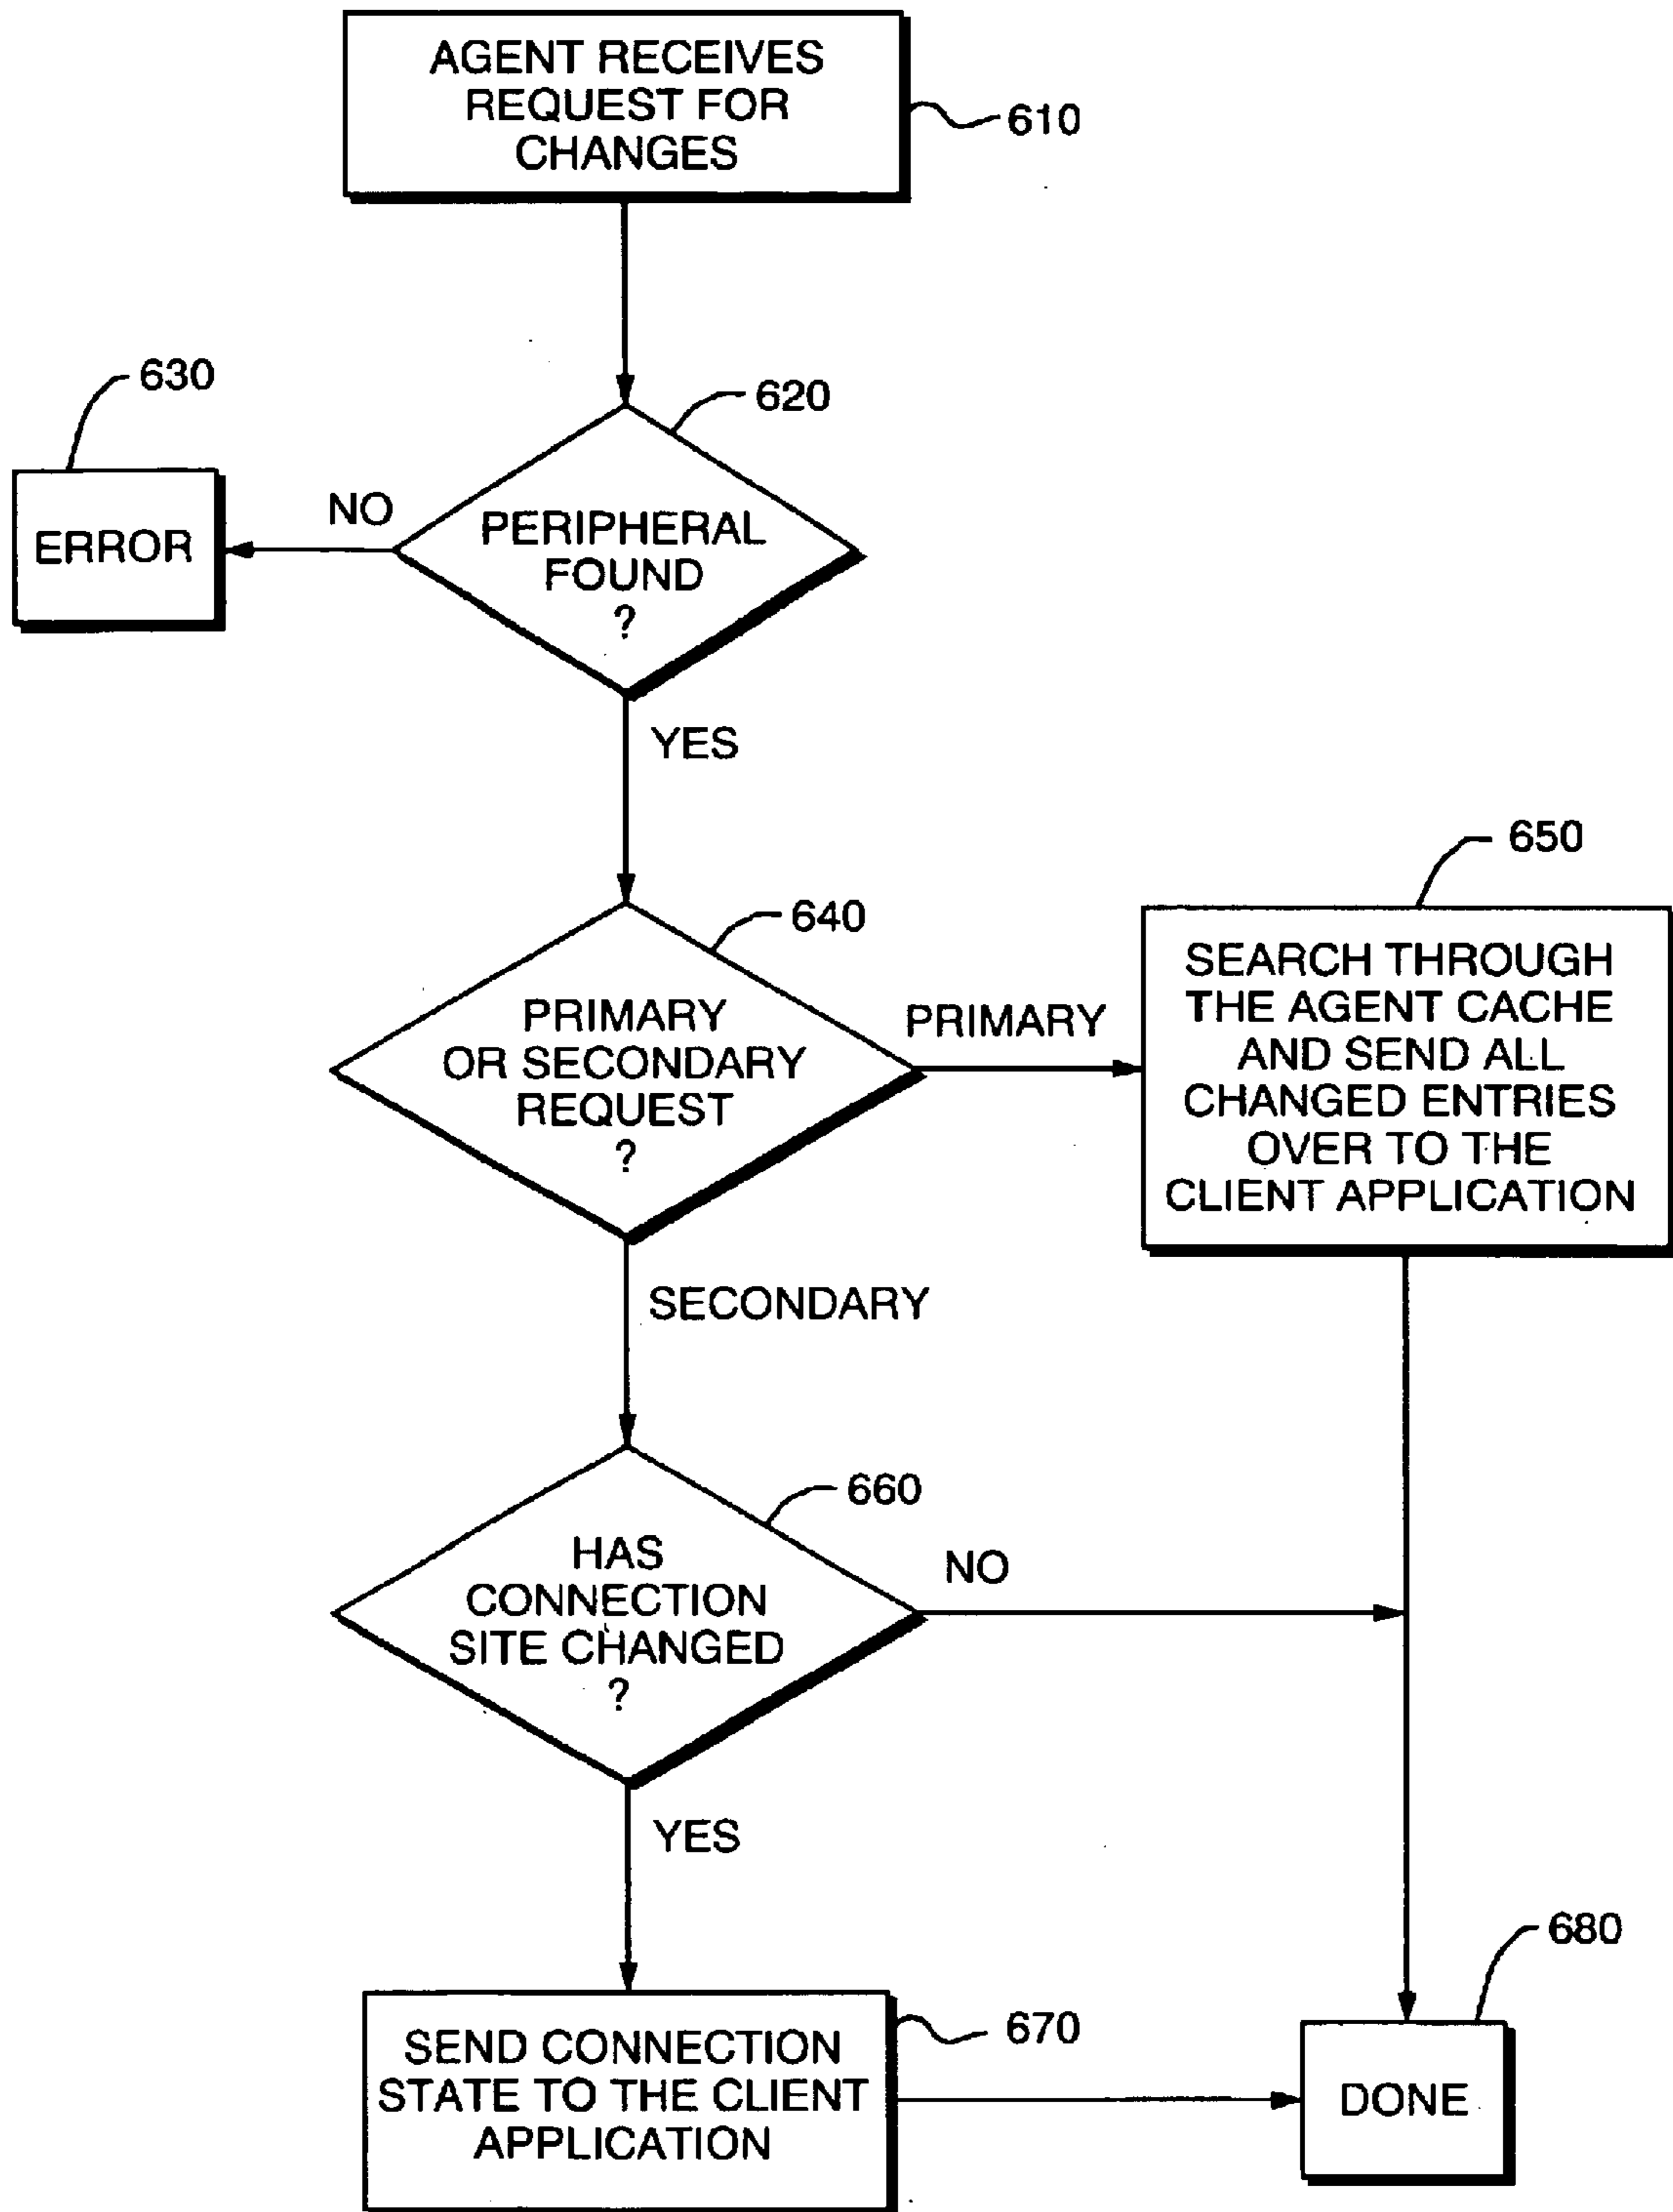 AGENT RECEIVES
REQUEST FOR
CHANGES
610
630
620
ERROR
NO
PERIPHERAL
FOUND
?
YES
640
650
PRIMARY
OR SECONDARY
REQUEST
?
PRIMARY
SEARCH THROUGH
THE AGENT CACHE
AND SEND ALL
CHANGED ENTRIES
OVER TO THE
CLIENT APPLICATION
SECONDARY
660
HAS
CONNECTION
SITE CHANGED
?
NO
YES
680
670
SEND CONNECTION
STATE TO THE CLIENT
APPLICATION
DONE